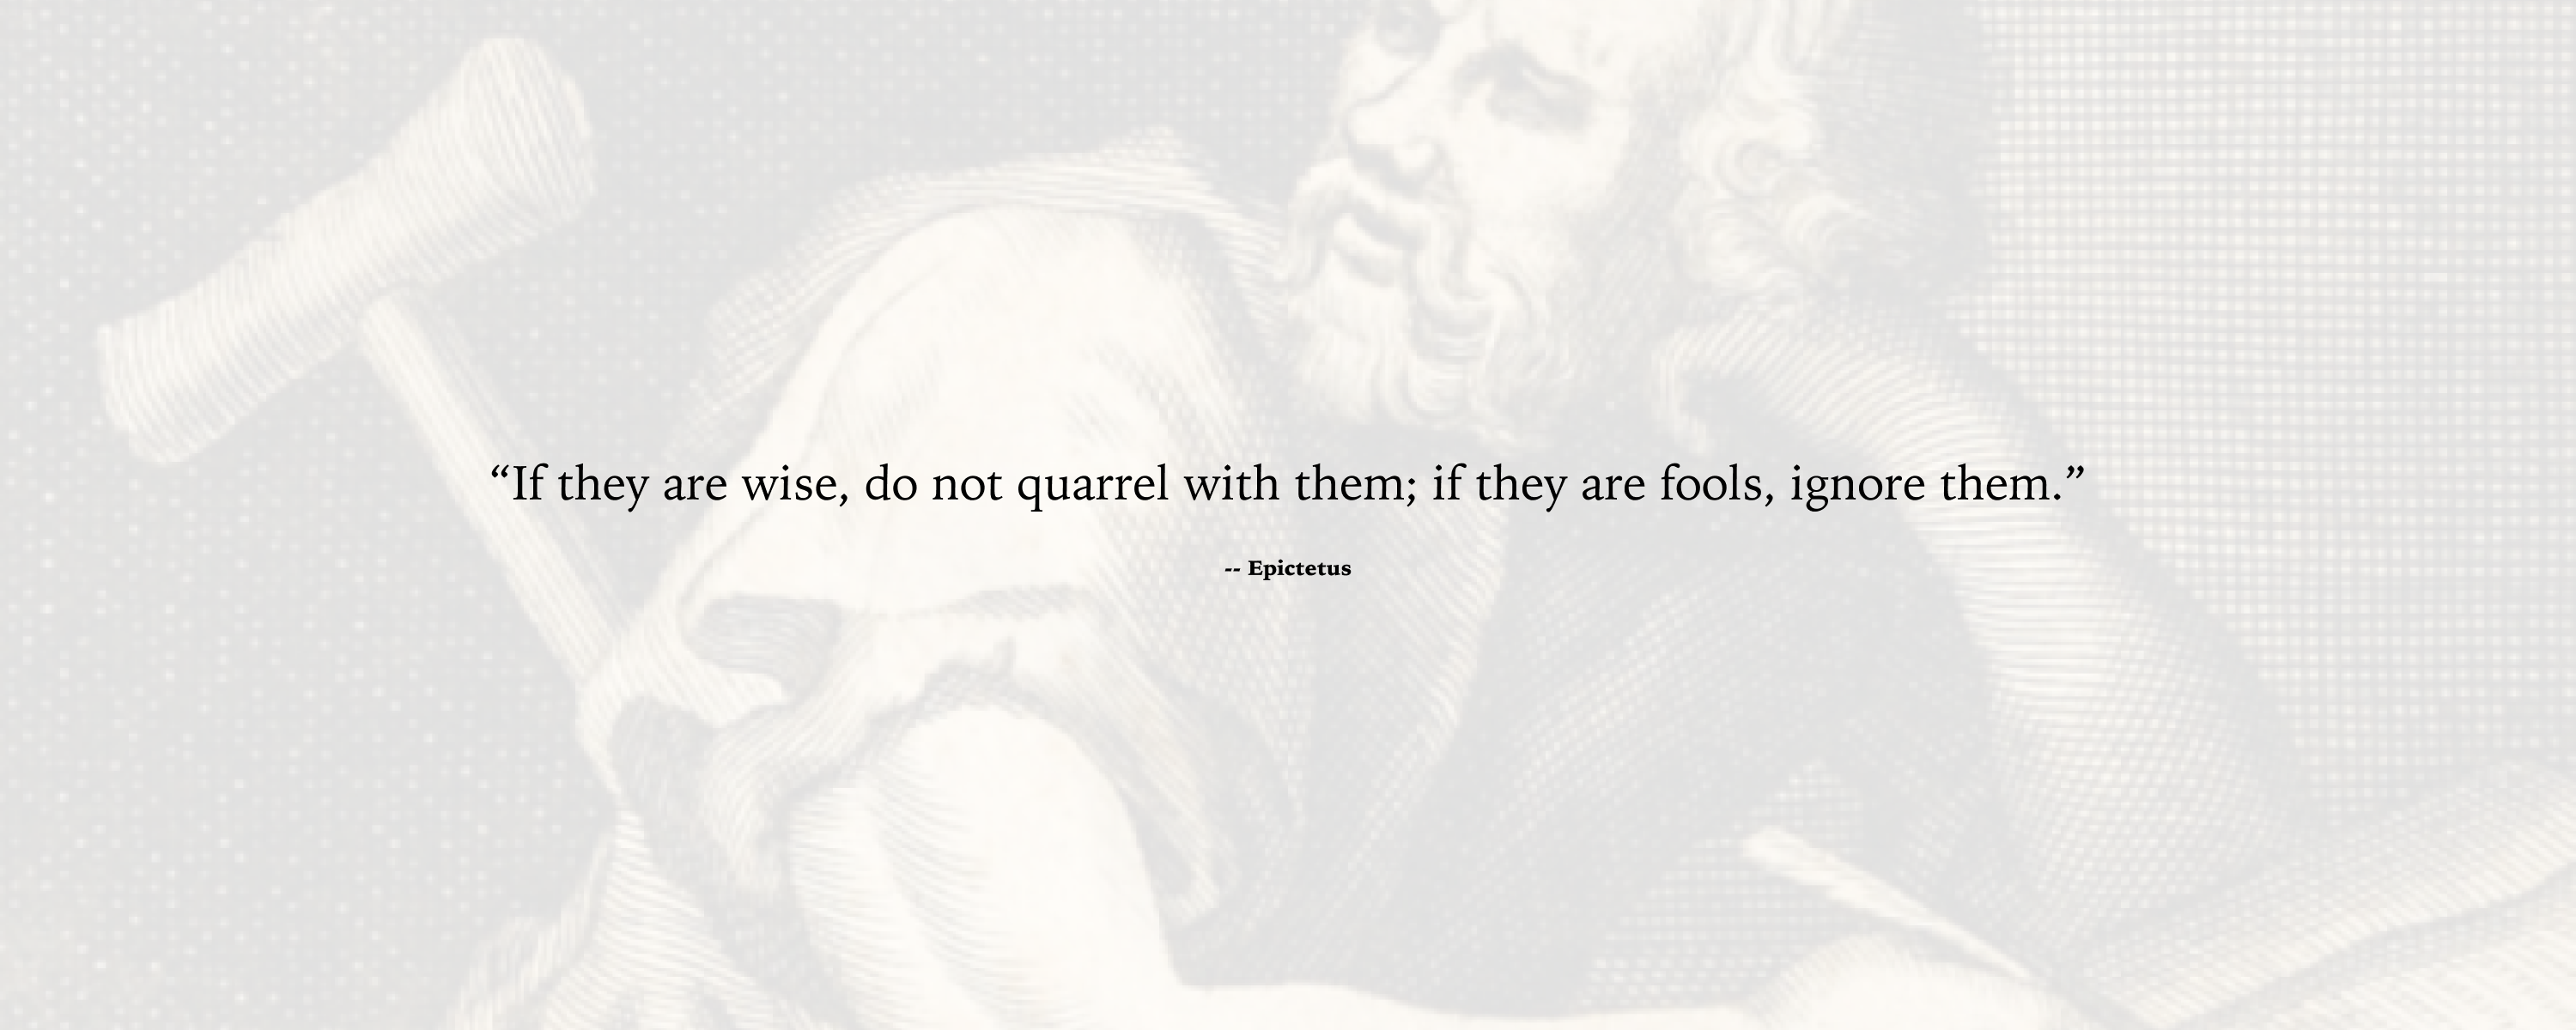 “If they are wise, do not quarrel with them; if they are fools, ignore them.”
-- Epictetus